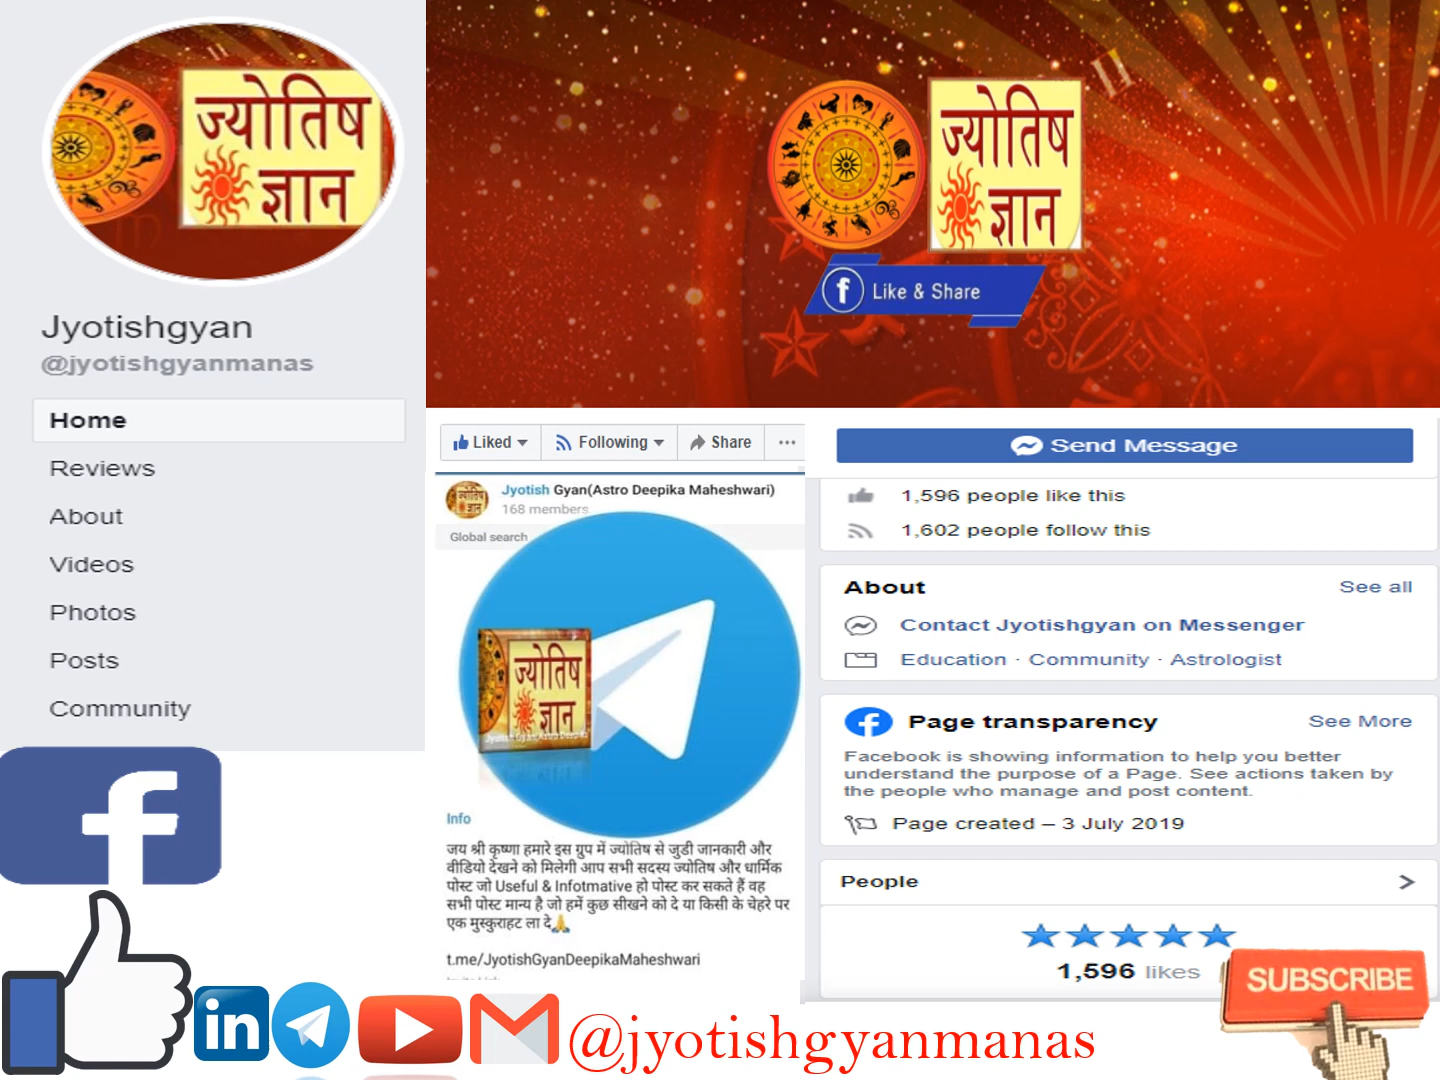 ज्योतिष
ज्ञान
Jyotishgyan
@jyotishgyanmanas
Home
Reviews
About
Videos
Photos
Posts
Community
ज्योतिष
ज्ञान
f Like & Share
Liked
Following
Share
...
Jyotish Gyan(Astro Deepika Maheshwari)
168 members
Global search
ज्योतिष
ज्ञान
Info
जय श्री कृष्णा हमारे इस ग्रुप में ज्योतिष से जुडी जानकारी और
वीडियो देखने को मिलेगी आप सभी सदस्य ज्योतिष और धार्मिक
पोस्ट जो Useful & Infotmative हो पोस्ट कर सकते हैं वह
सभी पोस्ट मान्य है जो हमें कुछ सीखने को दे या किसी के चेहरे पर
एक मुस्कुराहट ला दे🙏
t.me/JyotishGyanDeepikaMaheshwari
Send Message
1,596 people like this
1,602 people follow this
About
See all
Contact Jyotishgyan on Messenger
Education · Community · Astrologist
Page transparency
See More
Facebook is showing information to help you better
understand the purpose of a Page. See actions taken by
the people who manage and post content.
Page created – 3 July 2019
People
1,596 likes
SUBSCRIBE
f
in
@jyotishgyanmanas